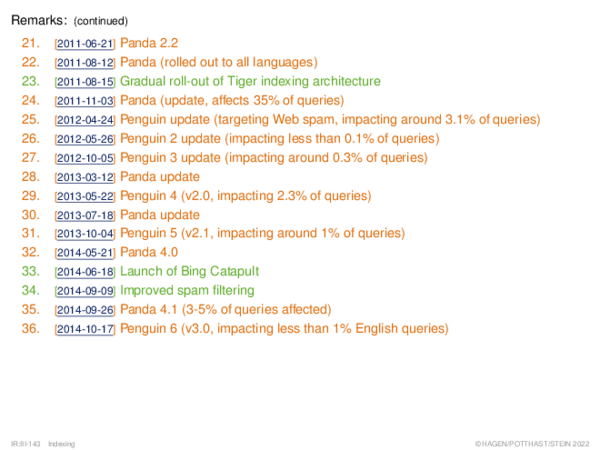 Remarks: (continued)
21. [2011-06-21] Panda 2.2
22. [2011-08-12] Panda (rolled out to all languages)
23. [2011-08-15] Gradual roll-out of Tiger indexing architecture
24. [2011-11-03] Panda (update, affects 35% of queries)
25. [2012-04-24] Penguin update (targeting Web spam, impacting around 3.1% of queries)
26. [2012-05-26] Penguin 2 update (impacting less than 0.1% of queries)
27. [2012-10-05] Penguin 3 update (impacting around 0.3% of queries)
28. [2013-03-12] Panda update
29. [2013-05-22] Penguin 4 (v2.0, impacting 2.3% of queries)
30. [2013-07-18] Panda update
31. [2013-10-04] Penguin 5 (v2.1, impacting around 1% of queries)
32. [2014-05-21] Panda 4.0
33. [2014-06-18] Launch of Bing Catapult
34. [2014-09-09] Improved spam filtering
35. [2014-09-26] Panda 4.1 (3-5% of queries affected)
36. [2014-10-17] Penguin 6 (v3.0, impacting less than 1% English queries)
IR:III-143 Indexing ©HAGEN/POTTHAST/STEIN 2022